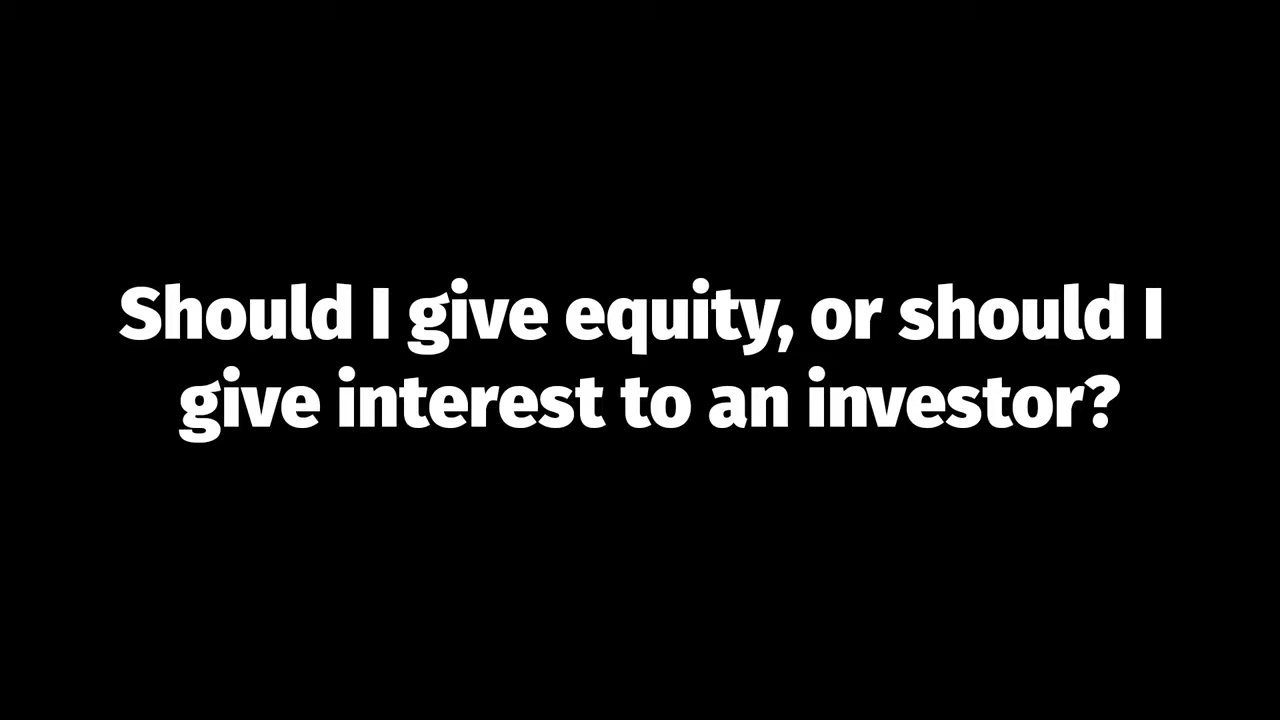 Should I give equity, or should I
give interest to an investor?